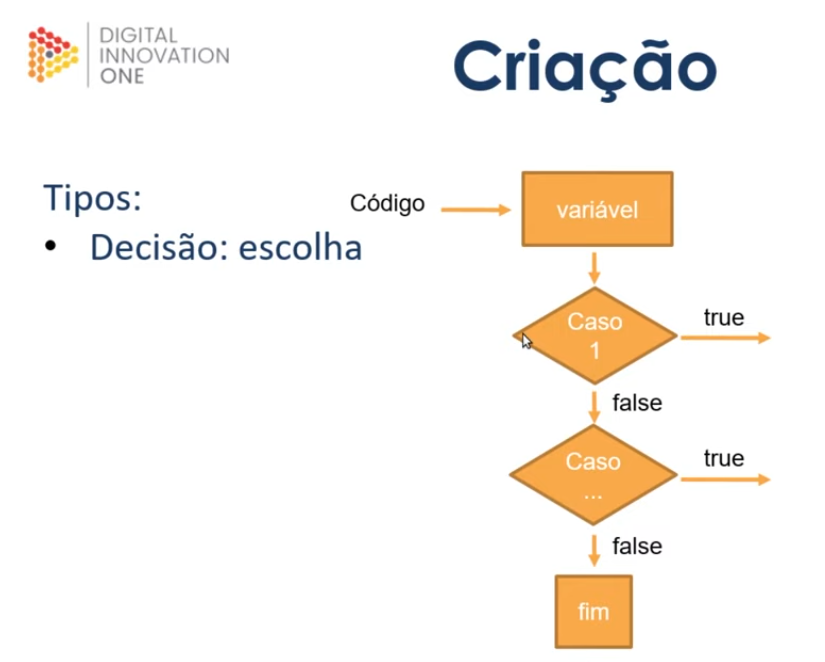 DIGITAL
INNOVATION
ONE
Criação
Tipos:
• Decisão: escolha
Código
variável
Caso
1
true
false
Caso
...
true
false
fim